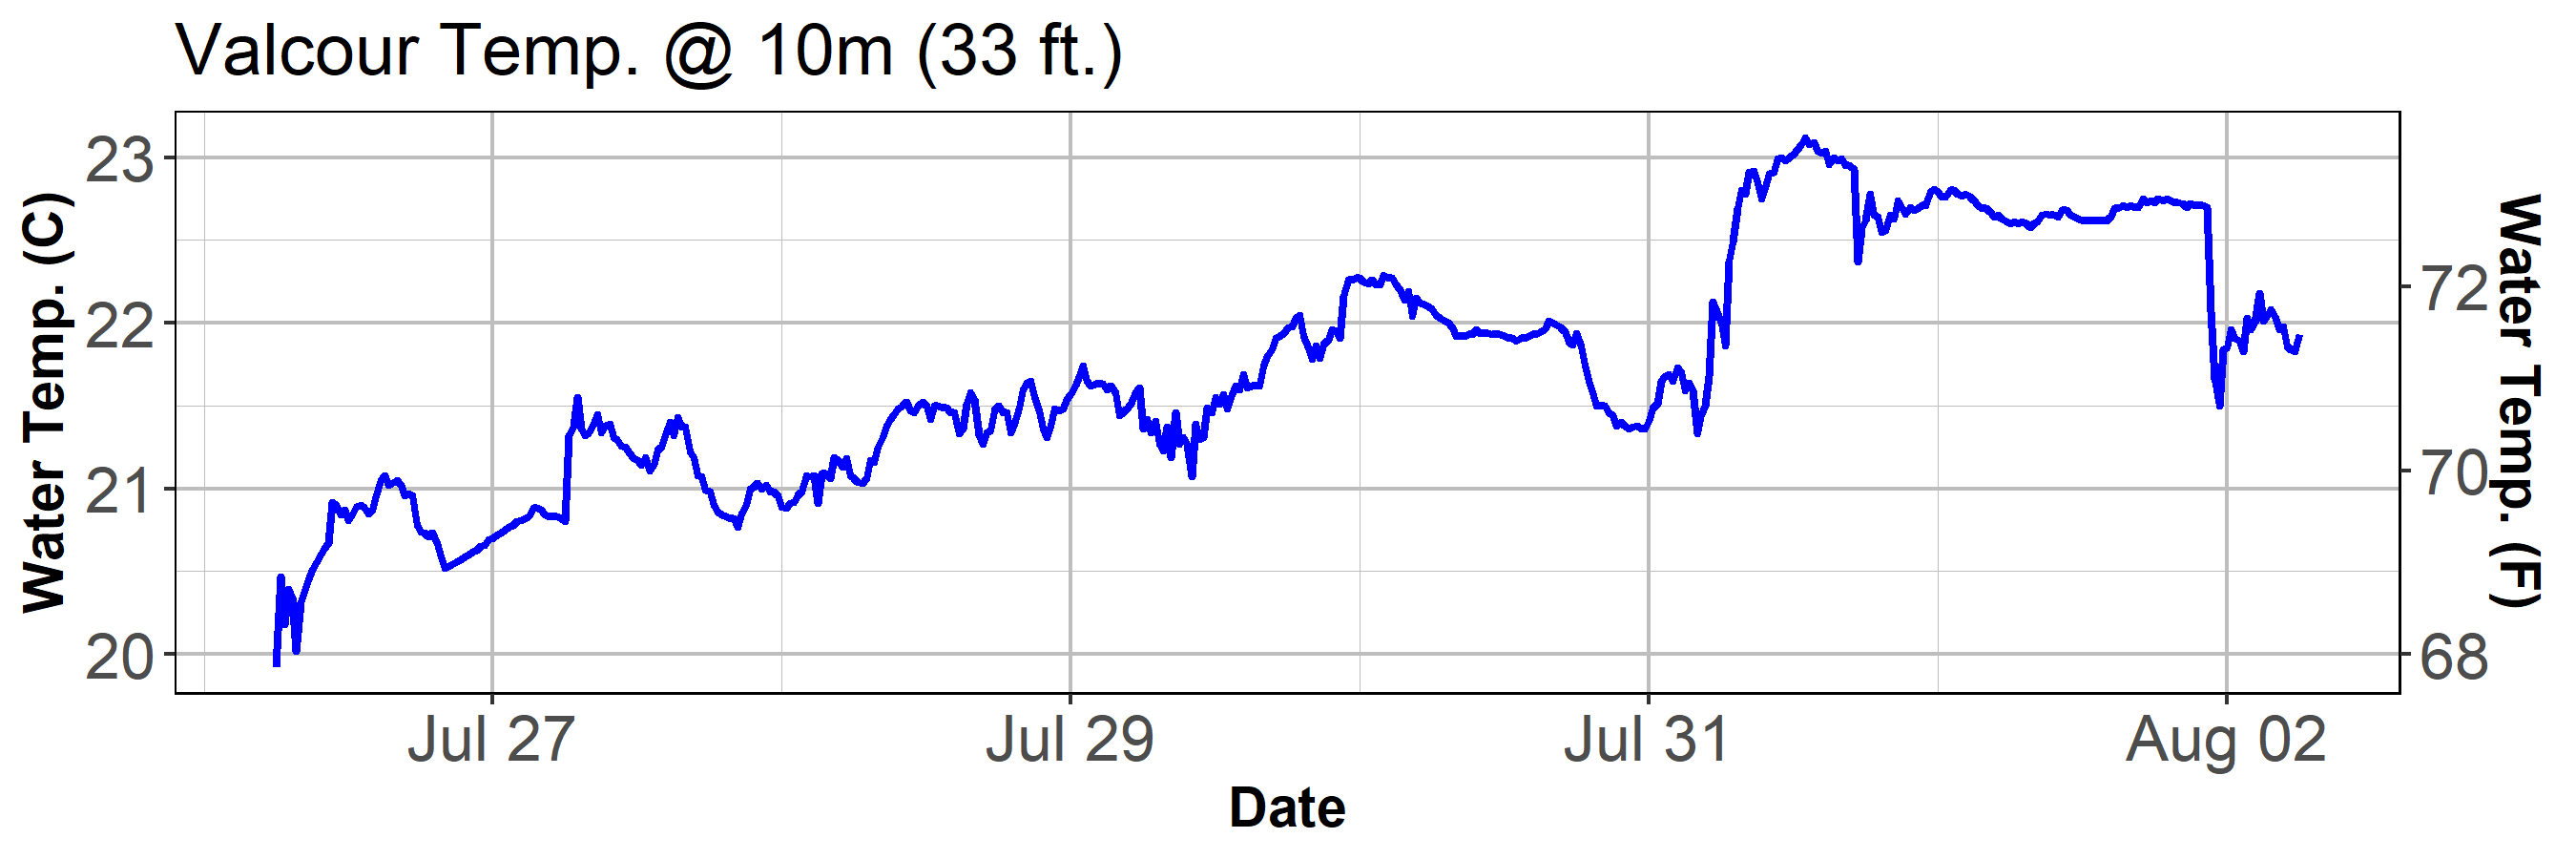 Valcour Temp. @ 10m (33 ft.)
Water Temp. (C)
23
22
21
20
72
70
68
Water Temp. (F)
Jul 27
Jul 29
Jul 31
Aug 02
Date